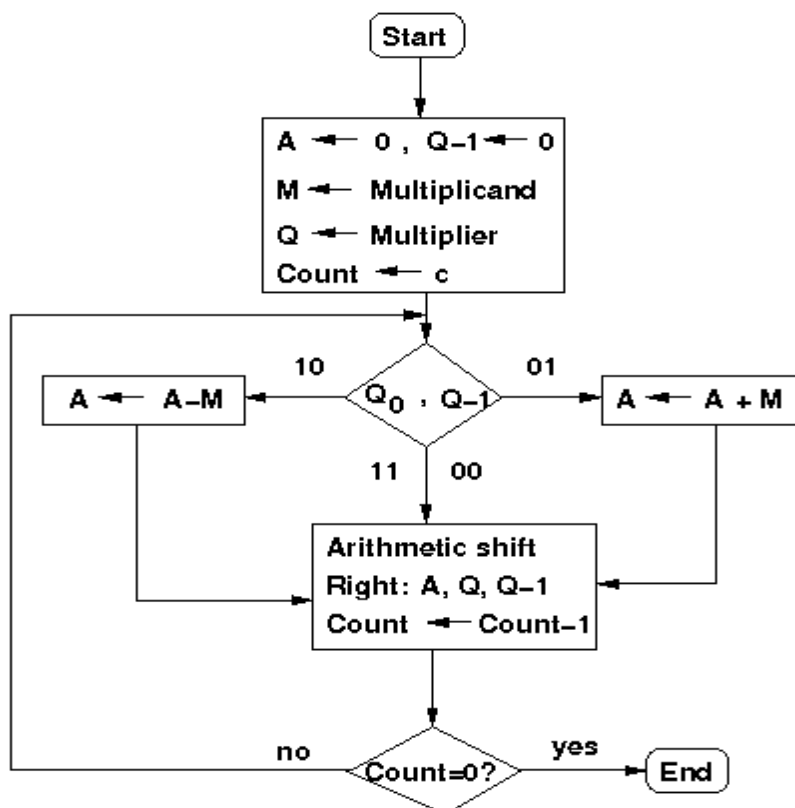 Start
A ← 0 , Q−1 ← 0
M ← Multiplicand
Q ← Multiplier
Count ← c
10
01
A ← A−M
Q0 , Q−1
A ← A + M
11 00
Arithmetic shift
Right: A, Q, Q−1
Count ← Count−1
no
yes
Count=0?
End